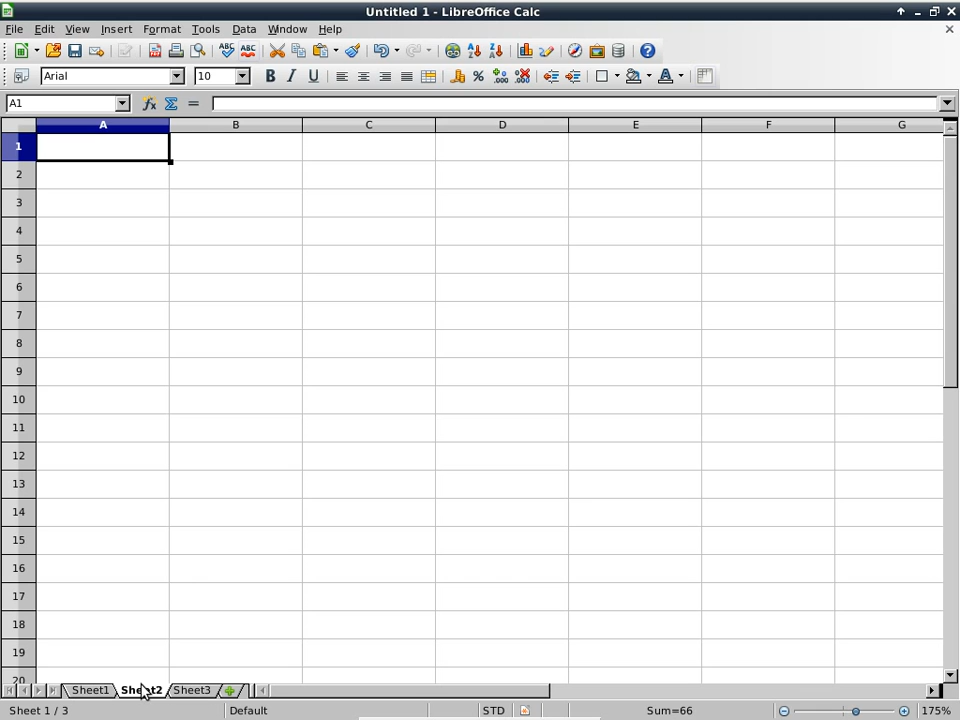 Untitled 1 - LibreOffice Calc
File Edit View Insert Format Tools Data Window Help
Arial 10
A1
A B C D E F G
1
2
3
4
5
6
7
8
9
10
11
12
13
14
15
16
17
18
19
20
Sheet1 Sheet2 Sheet3
Sheet 1 / 3 Default STD Sum=66 175%